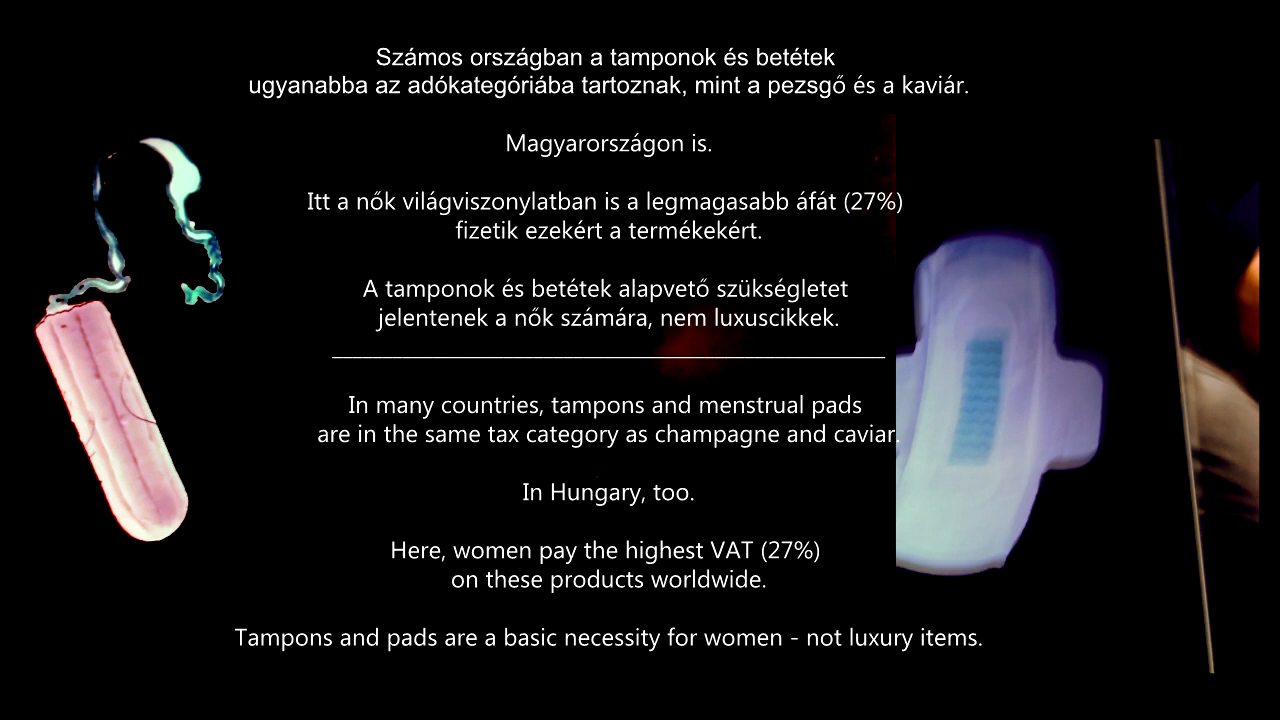 Számos országban a tamponok és betétek
ugyanabba az adókategóriába tartoznak, mint a pezsgő és a kaviár.
Magyarországon is.
Itt a nők világviszonylatban is a legmagasabb áfát (27%)
fizetik ezekért a termékekért.
A tamponok és betétek alapvető szükségletet
jelentenek a nők számára, nem luxuscikkek.
In many countries, tampons and menstrual pads
are in the same tax category as champagne and caviar.
In Hungary, too.
Here, women pay the highest VAT (27%)
on these products worldwide.
Tampons and pads are a basic necessity for women - not luxury items.